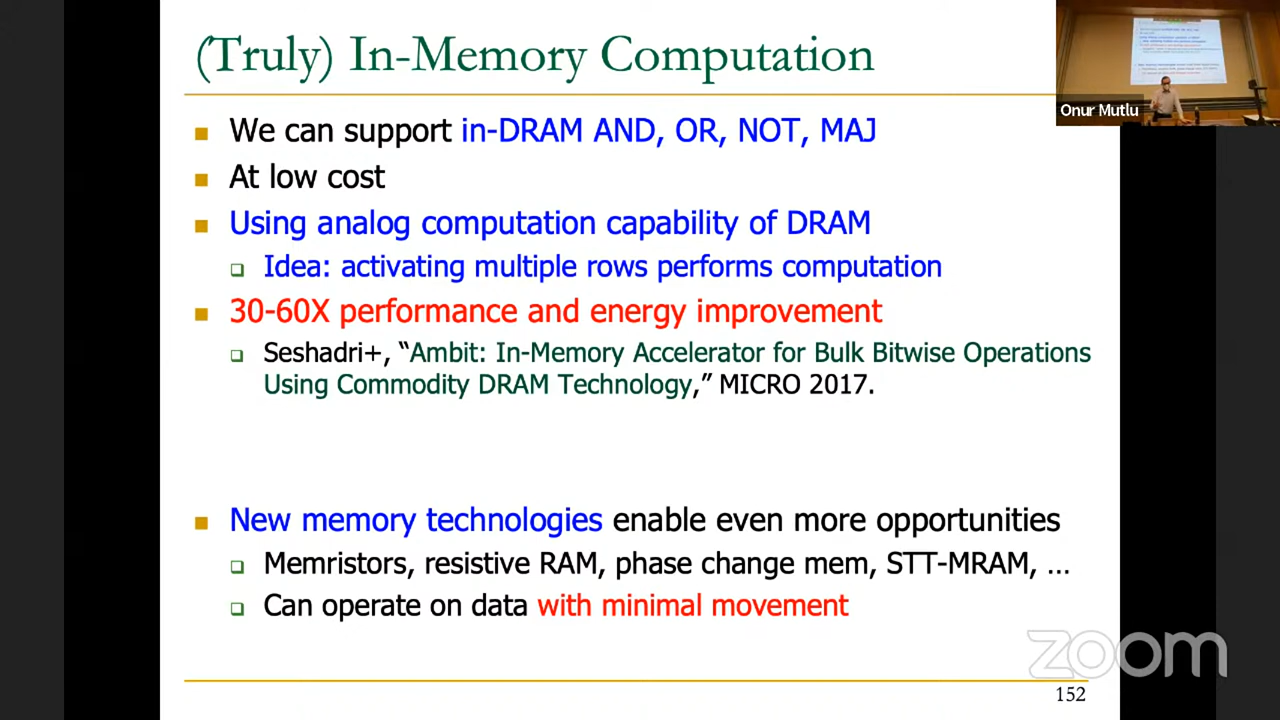 (Truly) In-Memory Computation
We can support in-DRAM AND, OR, NOT, MAJ
At low cost
Using analog computation capability of DRAM
Idea: activating multiple rows performs computation
30-60X performance and energy improvement
Seshadri+, “Ambit: In-Memory Accelerator for Bulk Bitwise Operations
Using Commodity DRAM Technology,” MICRO 2017.
New memory technologies enable even more opportunities
Memristors, resistive RAM, phase change mem, STT-MRAM, ...
Can operate on data with minimal movement
152
Onur Mutlu
zoom